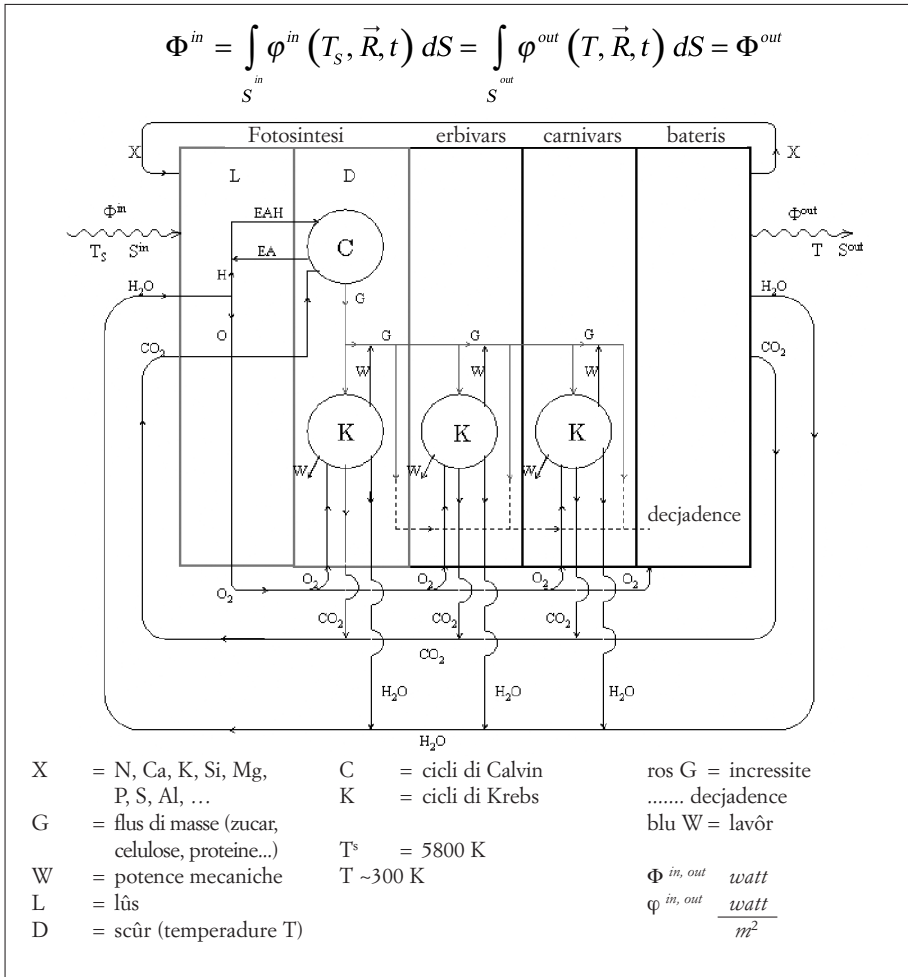 Φ^in = ∫_{S^in} φ^in (T_S, R⃗, t) dS = ∫_{S^out} φ^out (T, R⃗, t) dS = Φ^out
Fotosintesi erbivars carnivars bateris
X X
L D
Φ^in Φ^out
EAH
T_S S^in C T S^out
EA
H
H₂O G H₂O
O G G G
CO₂ CO₂
W W W
K K K
W W W
decjadence
O₂ O₂ O₂ O₂
O₂
CO₂ CO₂ CO₂
CO₂
H₂O H₂O H₂O
H₂O
X = N, Ca, K, Si, Mg,
P, S, Al, …
G = flus di masse (zucar,
celulose, proteine...)
W = potence mecaniche
L = lûs
D = scûr (temperadure T)
C = cicli di Calvin
K = cicli di Krebs
T^s = 5800 K
T ~300 K
ros G = incressite
....... decjadence
blu W = lavôr
Φ^in, out watt
φ^in, out watt
m²